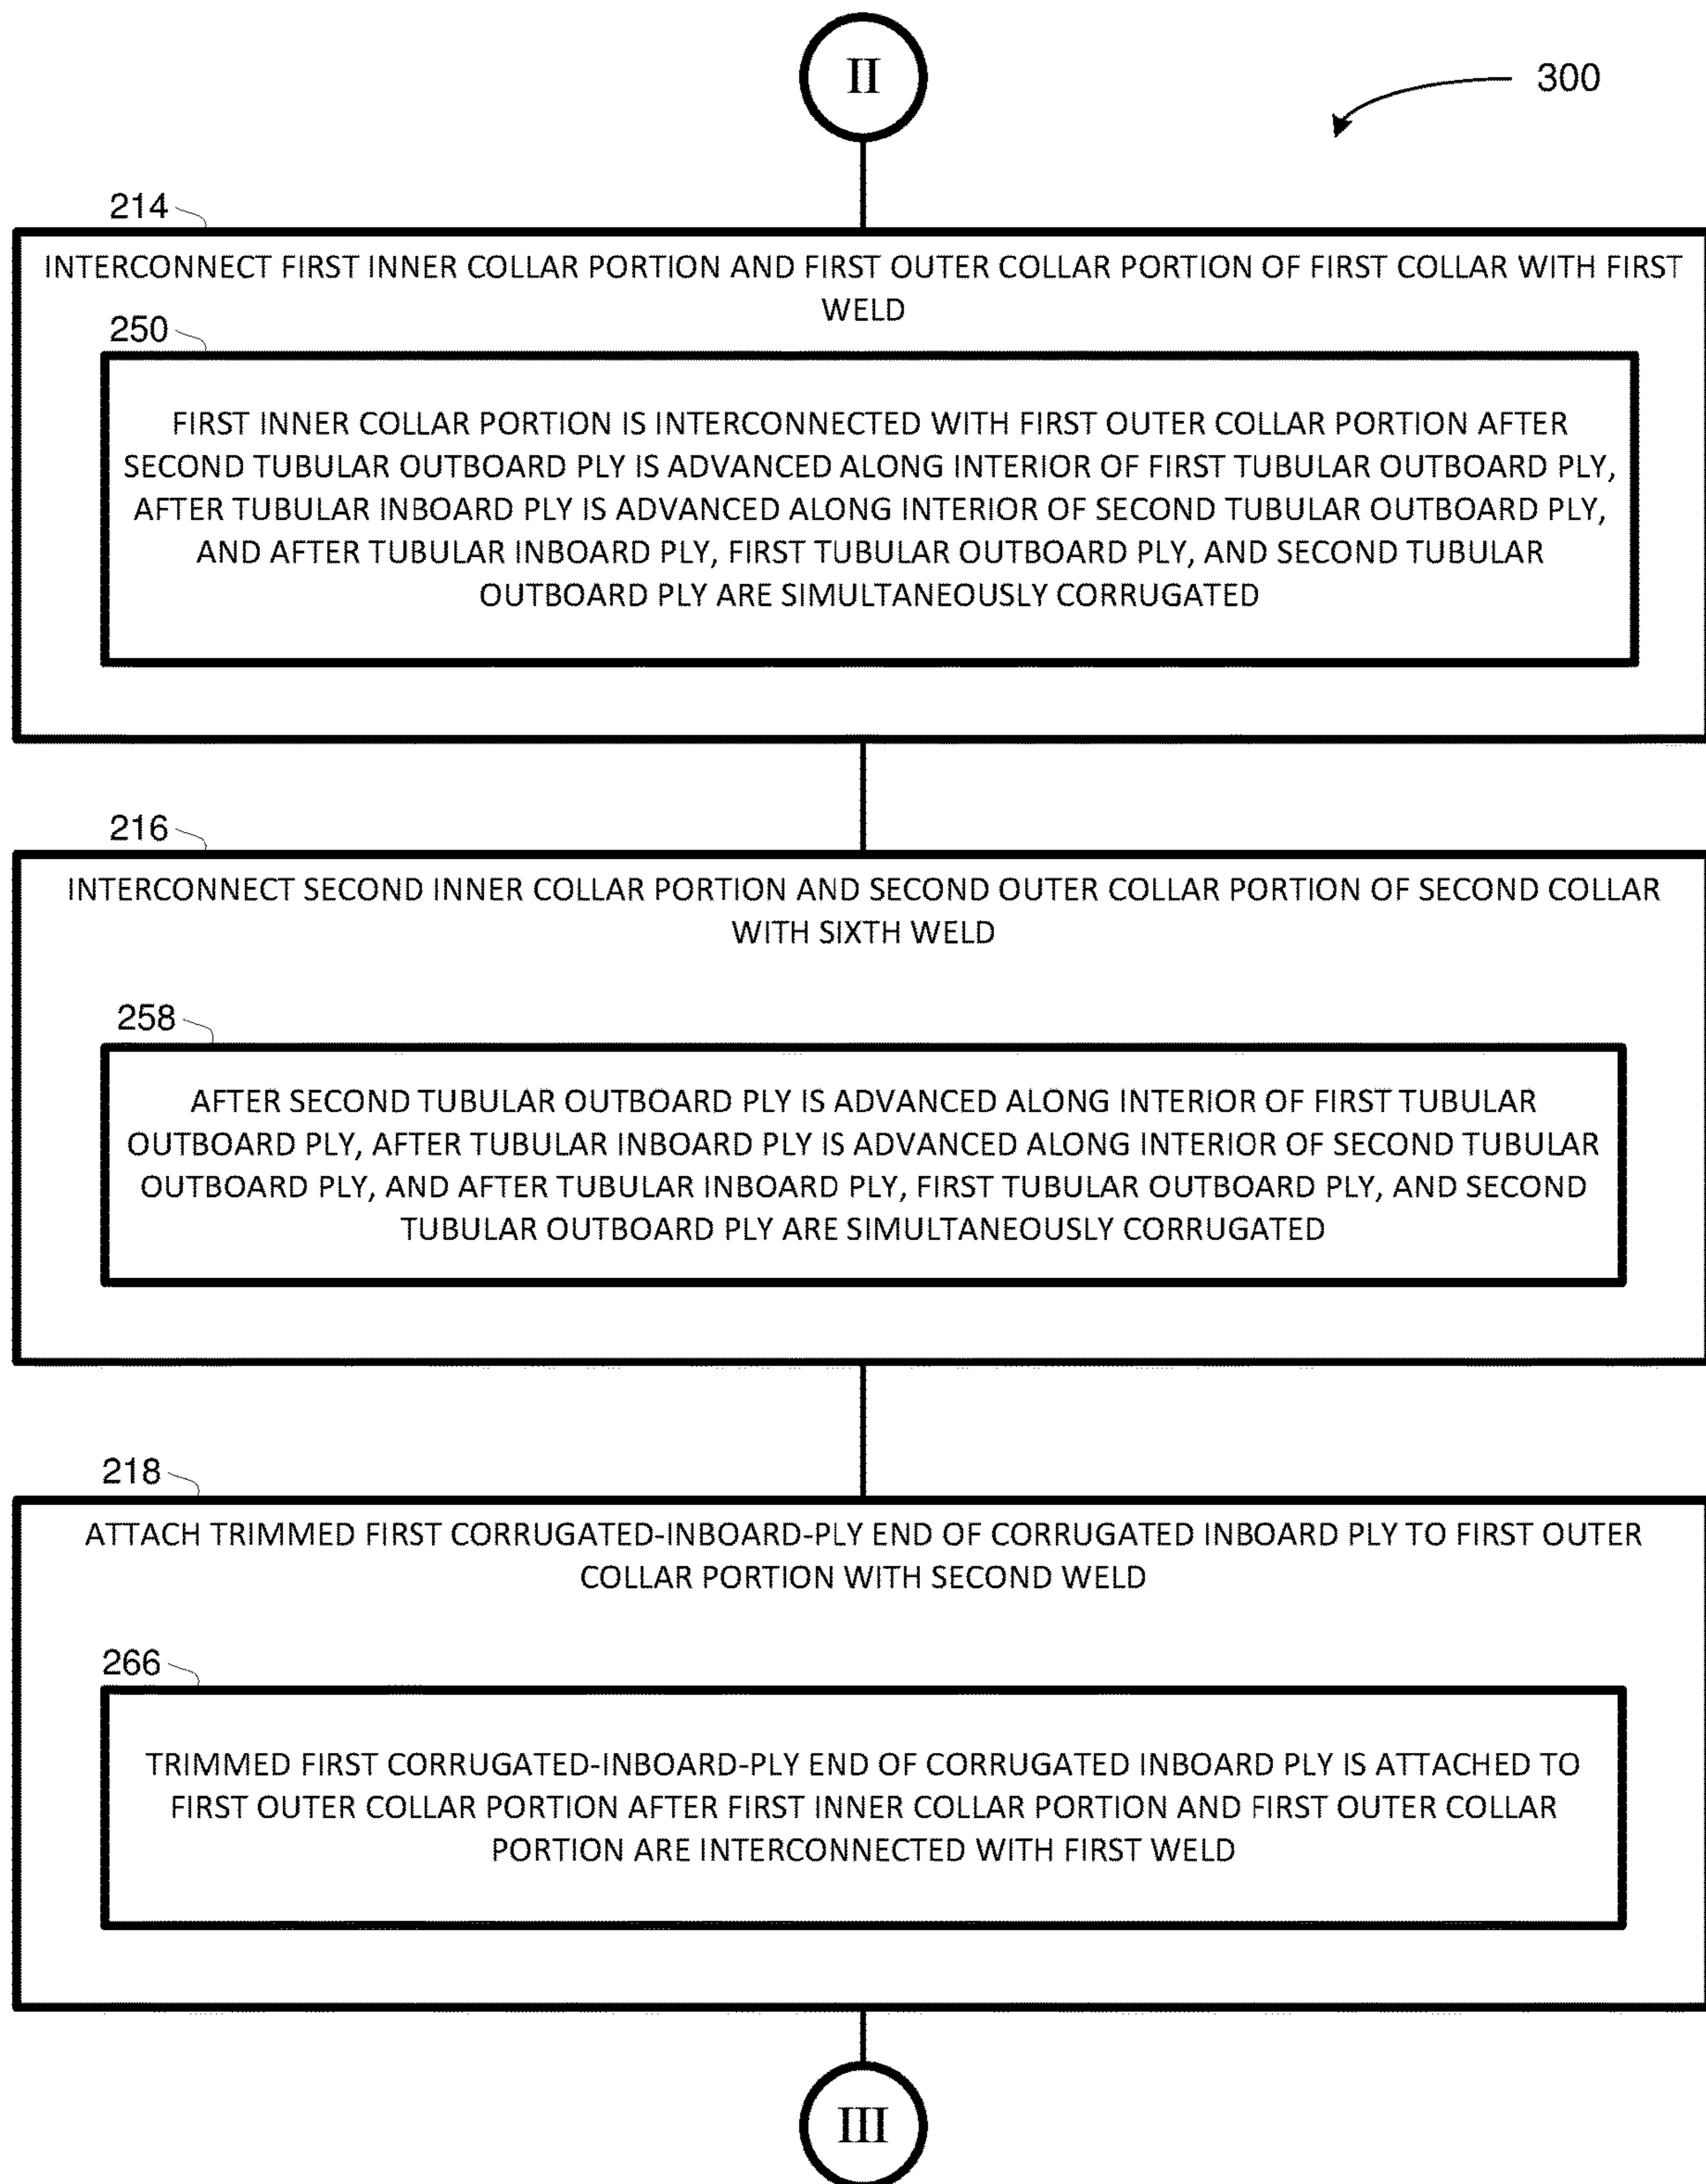 II
300
214
INTERCONNECT FIRST INNER COLLAR PORTION AND FIRST OUTER COLLAR PORTION OF FIRST COLLAR WITH FIRST
WELD
250
FIRST INNER COLLAR PORTION IS INTERCONNECTED WITH FIRST OUTER COLLAR PORTION AFTER
SECOND TUBULAR OUTBOARD PLY IS ADVANCED ALONG INTERIOR OF FIRST TUBULAR OUTBOARD PLY,
AFTER TUBULAR INBOARD PLY IS ADVANCED ALONG INTERIOR OF SECOND TUBULAR OUTBOARD PLY,
AND AFTER TUBULAR INBOARD PLY, FIRST TUBULAR OUTBOARD PLY, AND SECOND TUBULAR
OUTBOARD PLY ARE SIMULTANEOUSLY CORRUGATED
216
INTERCONNECT SECOND INNER COLLAR PORTION AND SECOND OUTER COLLAR PORTION OF SECOND COLLAR
WITH SIXTH WELD
258
AFTER SECOND TUBULAR OUTBOARD PLY IS ADVANCED ALONG INTERIOR OF FIRST TUBULAR
OUTBOARD PLY, AFTER TUBULAR INBOARD PLY IS ADVANCED ALONG INTERIOR OF SECOND TUBULAR
OUTBOARD PLY, AND AFTER TUBULAR INBOARD PLY, FIRST TUBULAR OUTBOARD PLY, AND SECOND
TUBULAR OUTBOARD PLY ARE SIMULTANEOUSLY CORRUGATED
218
ATTACH TRIMMED FIRST CORRUGATED-INBOARD-PLY END OF CORRUGATED INBOARD PLY TO FIRST OUTER
COLLAR PORTION WITH SECOND WELD
266
TRIMMED FIRST CORRUGATED-INBOARD-PLY END OF CORRUGATED INBOARD PLY IS ATTACHED TO
FIRST OUTER COLLAR PORTION AFTER FIRST INNER COLLAR PORTION AND FIRST OUTER COLLAR
PORTION ARE INTERCONNECTED WITH FIRST WELD
III